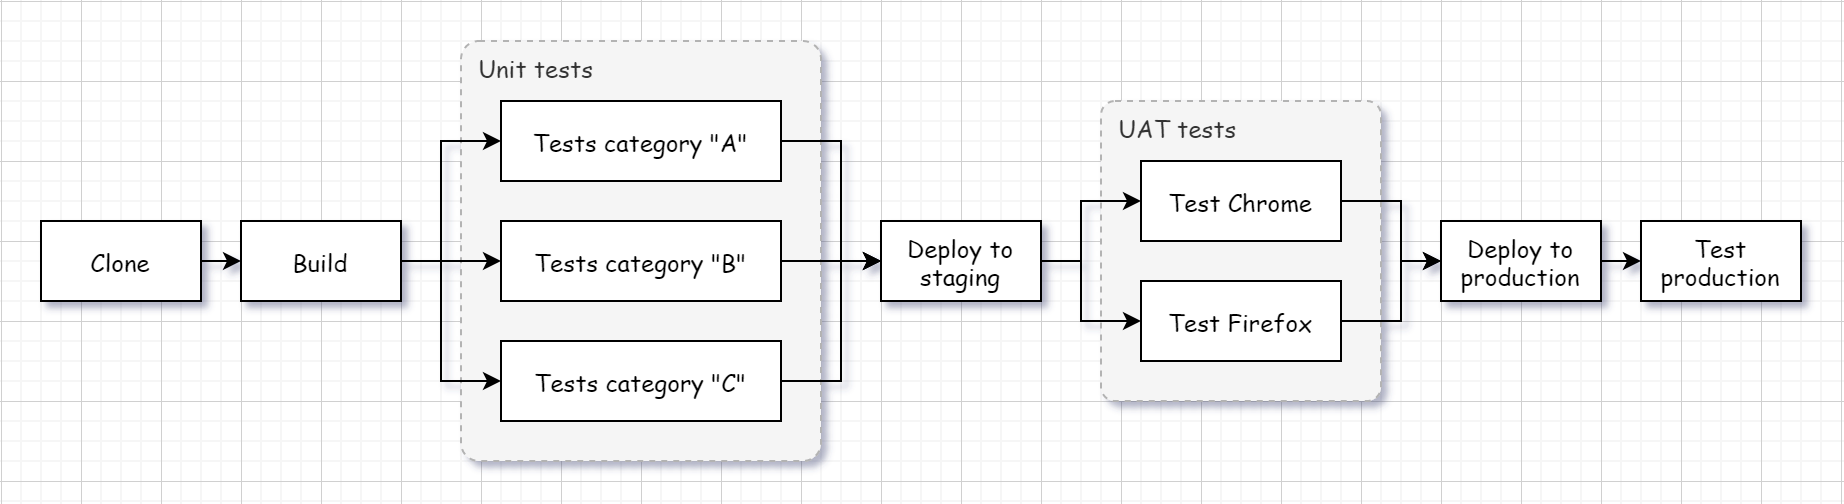 Unit tests
Tests category "A"
Tests category "B"
Tests category "C"
Clone
Build
Deploy to
staging
UAT tests
Test Chrome
Test Firefox
Deploy to
production
Test
production